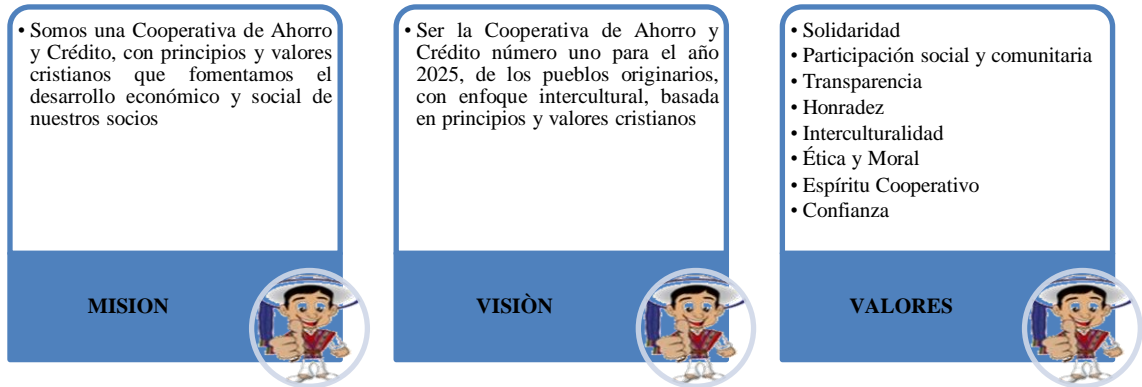 • Somos una Cooperativa de Ahorro
y Crédito, con principios y valores
cristianos que fomentamos el
desarrollo económico y social de
nuestros socios
MISION
• Ser la Cooperativa de Ahorro y
Crédito número uno para el año
2025, de los pueblos originarios,
con enfoque intercultural, basada
en principios y valores cristianos
VISIÒN
• Solidaridad
• Participación social y comunitaria
• Transparencia
• Honradez
• Interculturalidad
• Ética y Moral
• Espíritu Cooperativo
• Confianza
VALORES